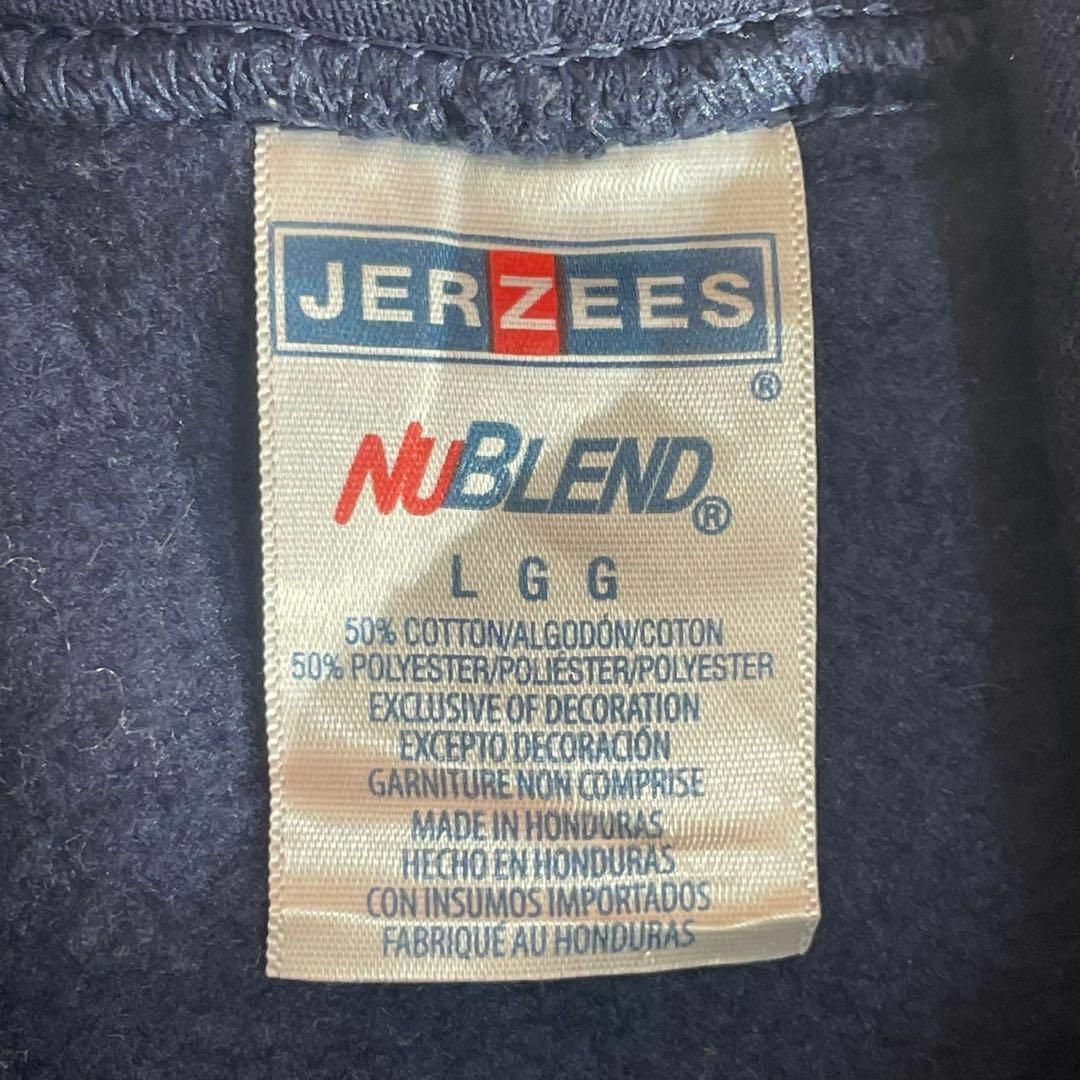 JERZEES
®
NUBLEND®
L G G
50% COTTON/ALGODÓN/COTON
50% POLYESTER/POLIÉSTER/POLYESTER
EXCLUSIVE OF DECORATION
EXCEPTO DECORACIÓN
GARNITURE NON COMPRISE
MADE IN HONDURAS
HECHO EN HONDURAS
CON INSUMOS IMPORTADOS
FABRIQUÉ AU HONDURAS